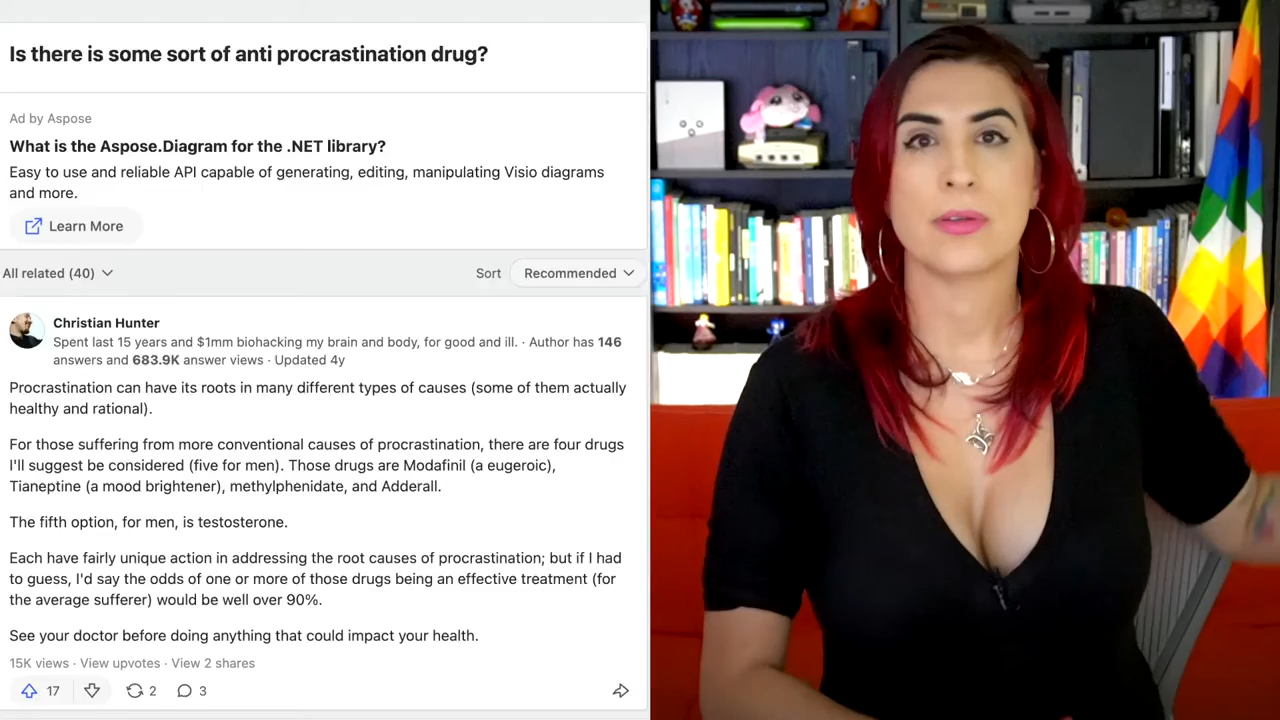 Is there is some sort of anti procrastination drug?
Ad by Aspose
What is the Aspose.Diagram for the .NET library?
Easy to use and reliable API capable of generating, editing, manipulating Visio diagrams
and more.
Learn More
All related (40)
Sort
Recommended
Christian Hunter
Spent last 15 years and $1mm biohacking my brain and body, for good and ill. · Author has 146
answers and 683.9K answer views · Updated 4y
Procrastination can have its roots in many different types of causes (some of them actually
healthy and rational).
For those suffering from more conventional causes of procrastination, there are four drugs
I'll suggest be considered (five for men). Those drugs are Modafinil (a eugeroic),
Tianeptine (a mood brightener), methylphenidate, and Adderall.
The fifth option, for men, is testosterone.
Each have fairly unique action in addressing the root causes of procrastination; but if I had
to guess, I'd say the odds of one or more of those drugs being an effective treatment (for
the average sufferer) would be well over 90%.
See your doctor before doing anything that could impact your health.
15K views · View upvotes · View 2 shares
17
2
3